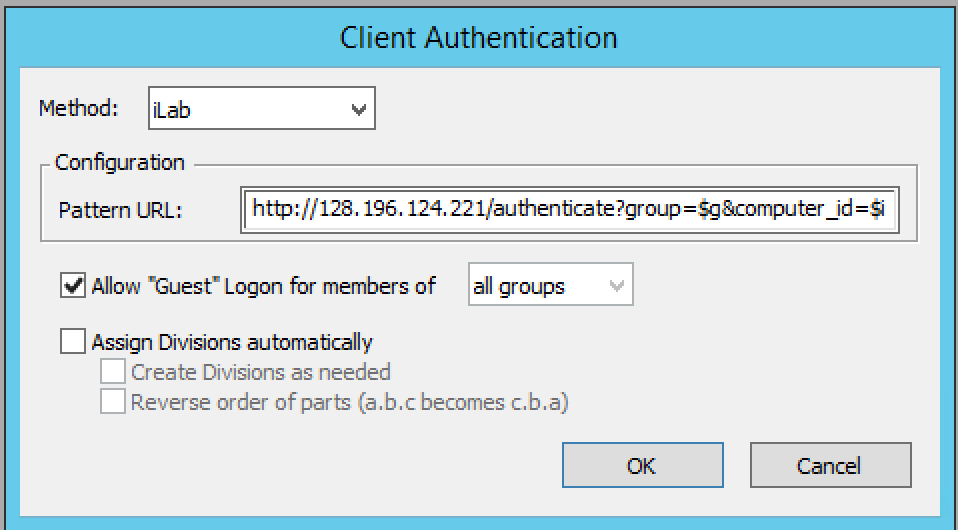 Client Authentication
Method: iLab
Configuration
Pattern URL: http://128.196.124.221/authenticate?group=$g&computer_id=$i
Allow "Guest" Logon for members of all groups
Assign Divisions automatically
Create Divisions as needed
Reverse order of parts (a.b.c becomes c.b.a)
OK Cancel